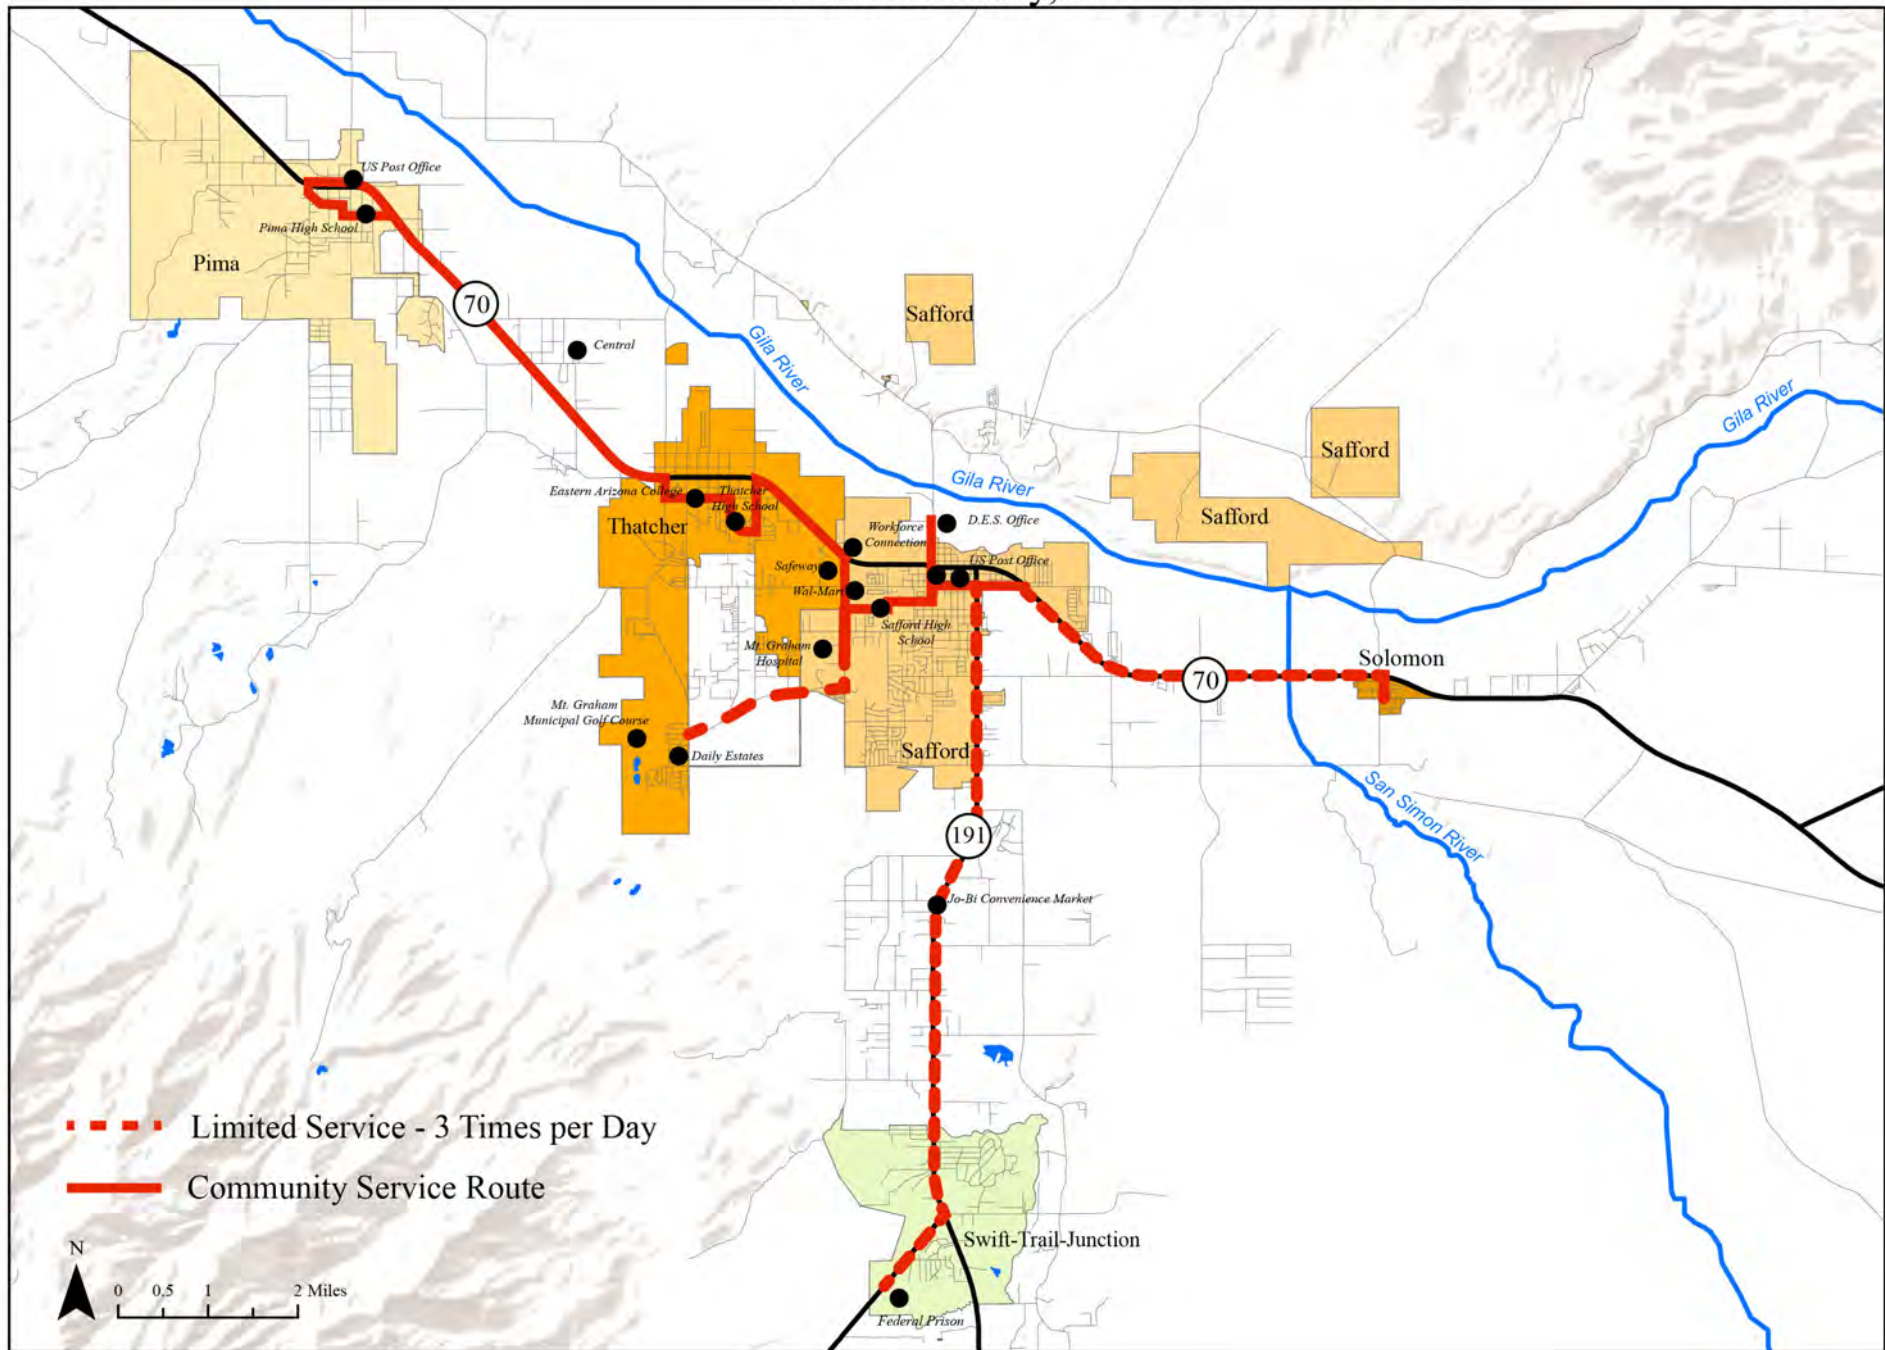 US Post Office
Pima High School
Pima
70
Central
Safford
Gila River
Gila River
Safford
Gila River
Safford
Eastern Arizona College
Thatcher
High School
Thatcher
Workforce
Connection
D.E.S. Office
US Post Office
Safeway
Wal-Mart
Safford High
School
Mt. Graham
Hospital
Solomon
70
Mt. Graham
Municipal Golf Course
Daily Estates
Safford
San Simon River
191
Jo-Bi Convenience Market
Limited Service - 3 Times per Day
Community Service Route
Swift-Trail-Junction
Federal Prison
N
0 0.5 1 2 Miles